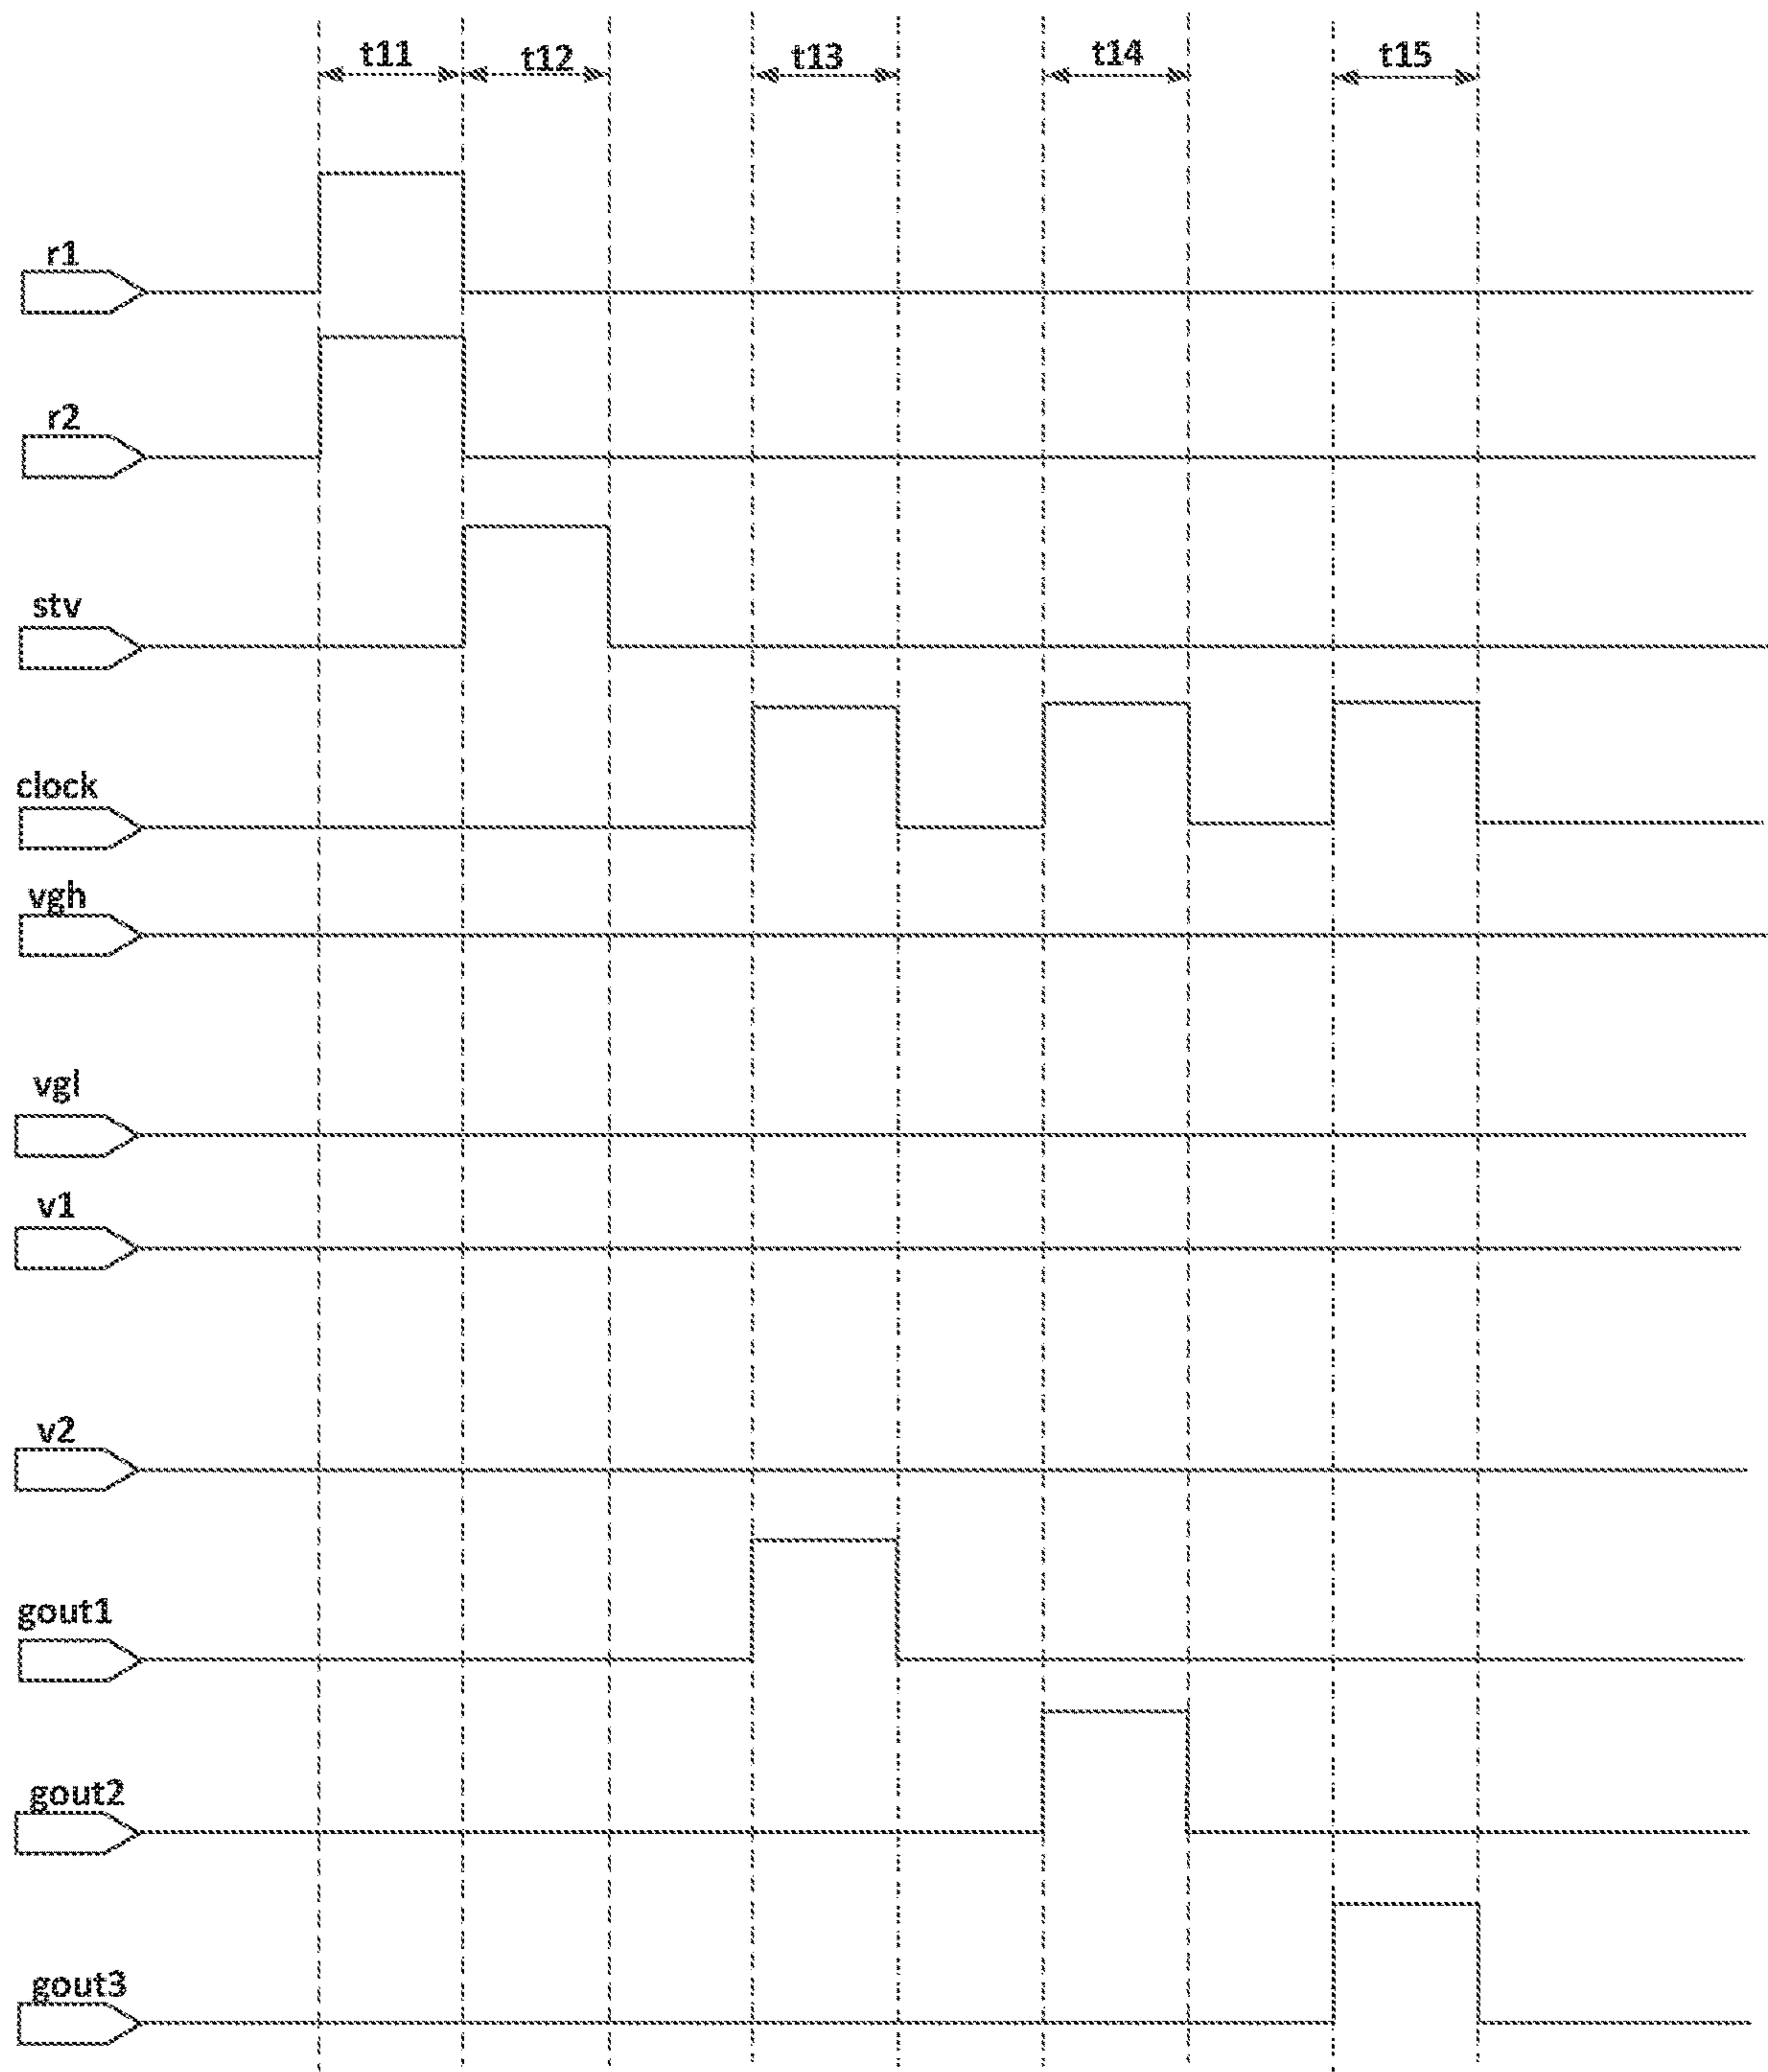 t11 t12 t13 t14 t15
r1
r2
stv
clock
vgh
vgl
v1
v2
gout1
gout2
gout3